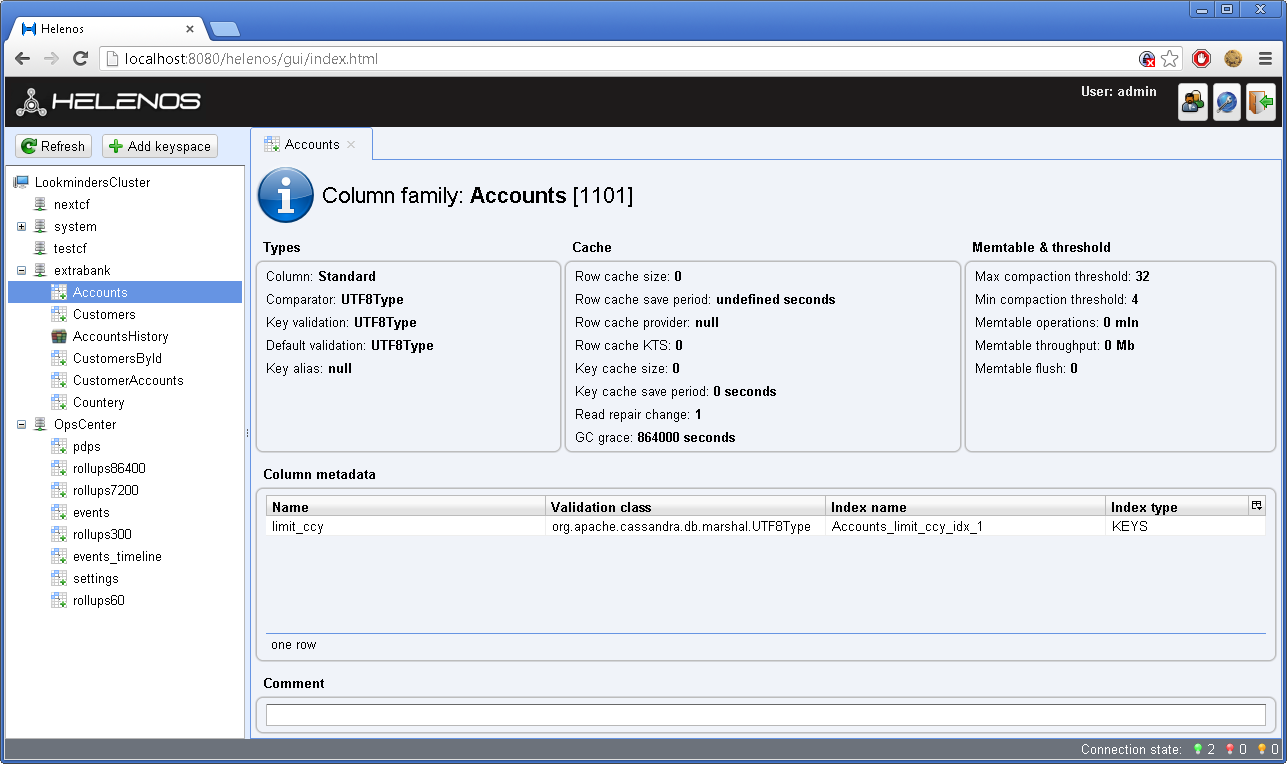 Helenos
localhost:8080/helenos/gui/index.html
HELENOS
User: admin
Refresh
Add keyspace
LookmindersCluster
nextcf
system
testcf
extrabank
Accounts
Customers
AccountsHistory
CustomersById
CustomerAccounts
Countery
OpsCenter
pdps
rollups86400
rollups7200
events
rollups300
events_timeline
settings
rollups60
Accounts
Column family: Accounts [1101]
Types
Column: Standard
Comparator: UTF8Type
Key validation: UTF8Type
Default validation: UTF8Type
Key alias: null
Cache
Row cache size: 0
Row cache save period: undefined seconds
Row cache provider: null
Row cache KTS: 0
Key cache size: 0
Key cache save period: 0 seconds
Read repair change: 1
GC grace: 864000 seconds
Memtable & threshold
Max compaction threshold: 32
Min compaction threshold: 4
Memtable operations: 0 mln
Memtable throughput: 0 Mb
Memtable flush: 0
Column metadata
Name Validation class Index name Index type
limit_ccy org.apache.cassandra.db.marshal.UTF8Type Accounts_limit_ccy_idx_1 KEYS
one row
Comment
Connection state: 2 0 0